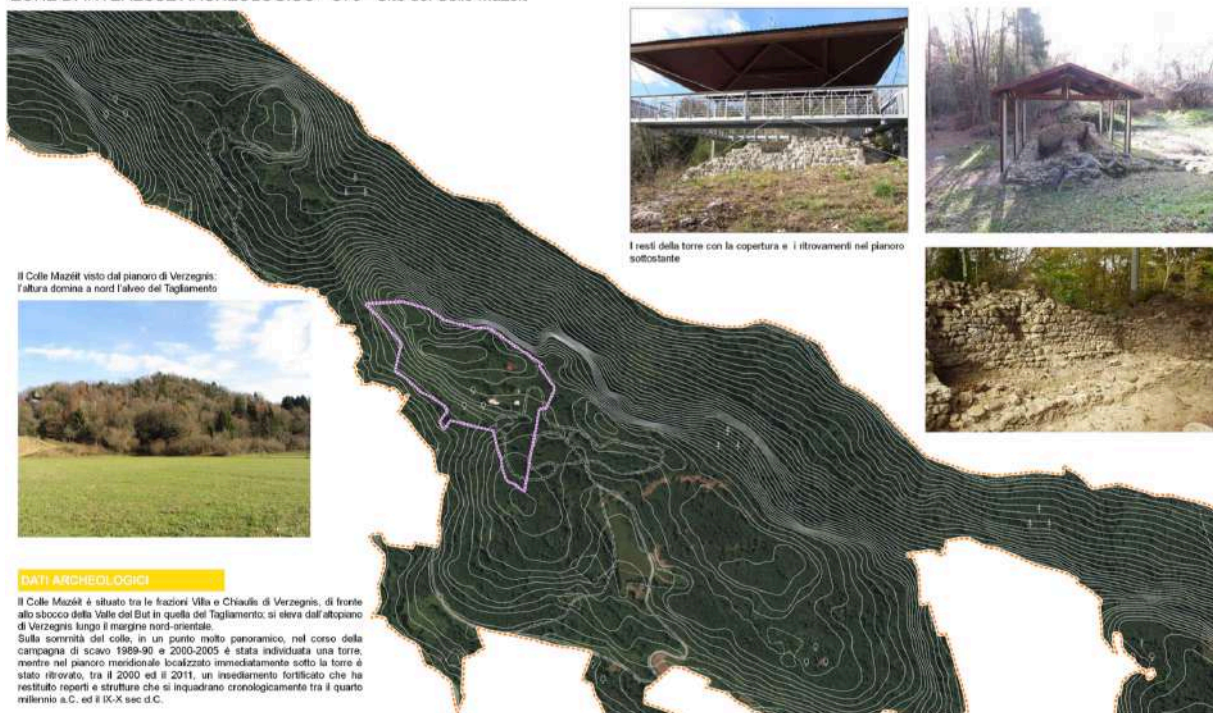 I resti della torre con la copertura e i ritrovamenti nel pianoro
sottostante
Il Colle Mazéit visto dal pianoro di Verzegnis:
l'altura domina a nord l'alveo del Tagliamento
DATI ARCHEOLOGICI
Il Colle Mazéit è situato tra le frazioni Villa e Chiaulis di Verzegnis, di fronte
allo sbocco della Valle del But in quella del Tagliamento; si eleva dall'altopiano
di Verzegnis lungo il margine nord-orientale.
Sulla sommità del colle, in un punto molto panoramico, nel corso della
campagna di scavo 1989-90 e 2000-2005 è stata individuata una torre,
mentre nel pianoro meridionale localizzato immediatamente sotto la torre è
stato ritrovato, tra il 2000 ed il 2011, un insediamento fortificato che ha
restituito reperti e strutture che si inquadrano cronologicamente tra il quarto
millennio a.C. ed il IX-X sec d.C.